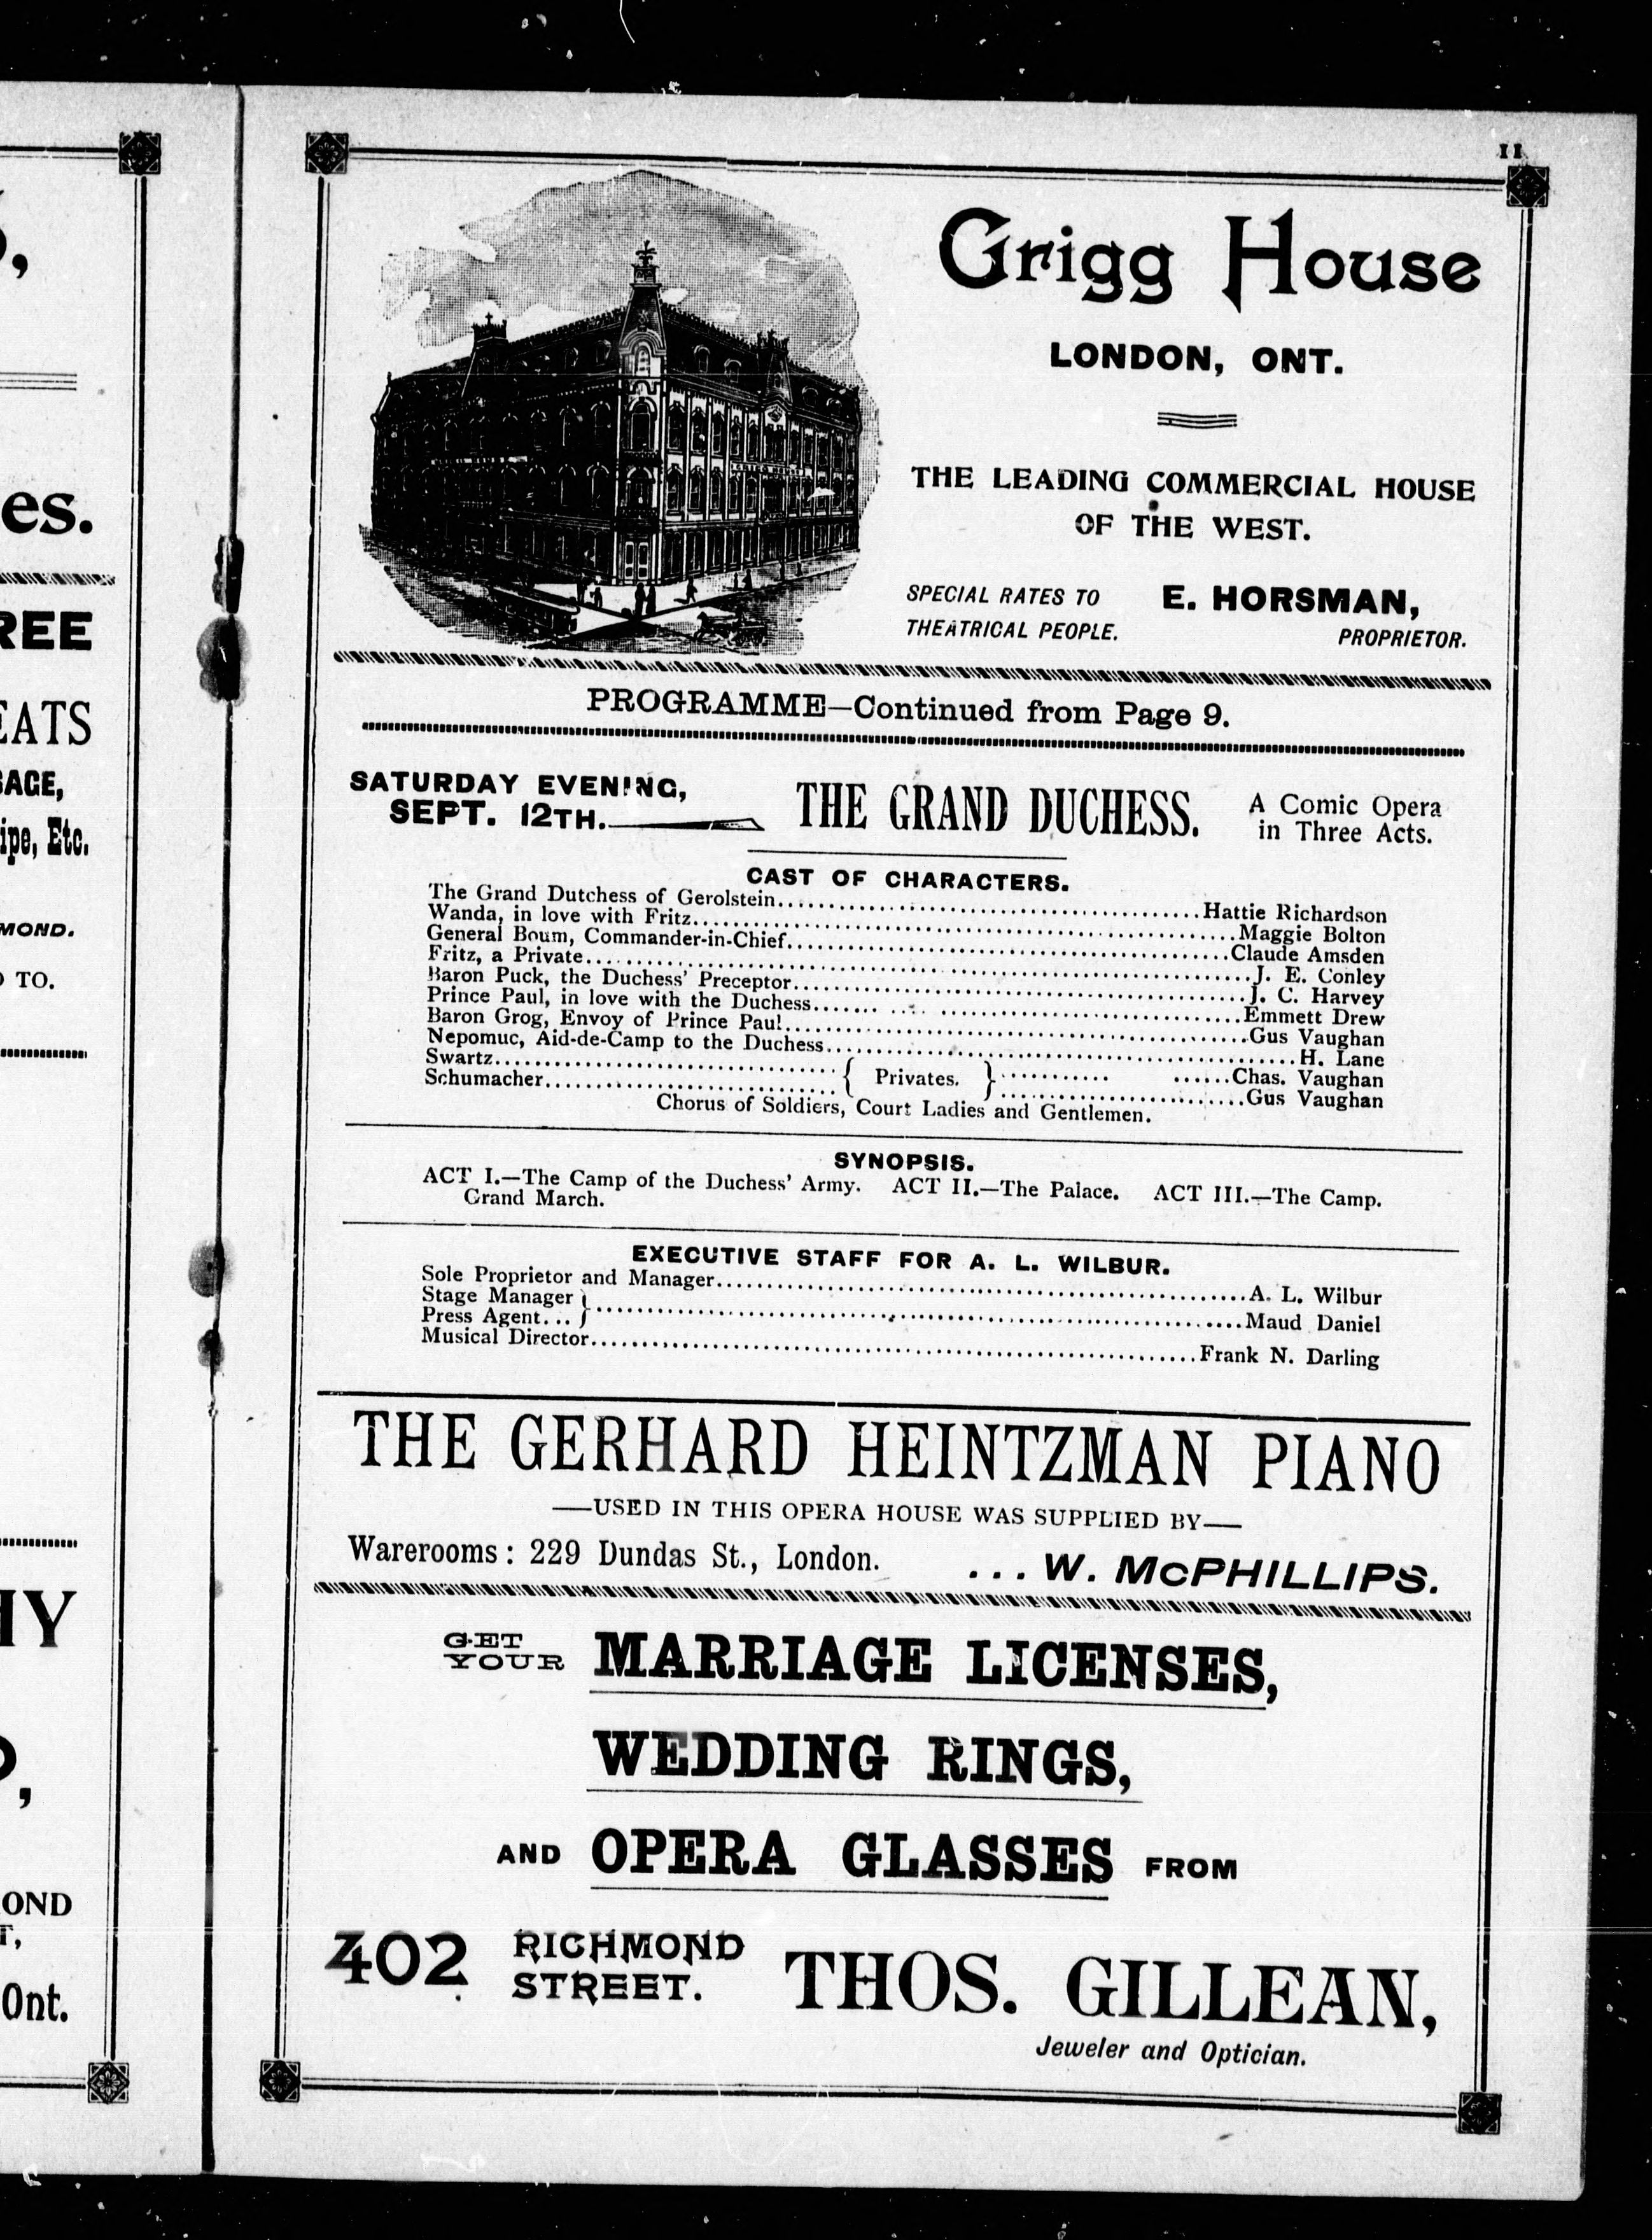 es.
REE
EATS
SAGE,
ipe, Etc.
MOND.
TO.
HY
OND
Ont.
11
Grigg House
LONDON, ONT.
THE LEADING COMMERCIAL HOUSE
OF THE WEST.
SPECIAL RATES TO
THEATRICAL PEOPLE.
E. HORSMAN,
PROPRIETOR.
PROGRAMME—Continued from Page 9.
SATURDAY EVENING,
SEPT. 12TH.
THE GRAND DUCHESS.
A Comic Opera
in Three Acts.
CAST OF CHARACTERS.
The Grand Dutchess of Gerolstein........Hattie Richardson
Wanda, in love with Fritz........Maggie Bolton
General Boum, Commander-in-Chief........Claude Amsden
Fritz, a Private........J. E. Conley
Baron Puck, the Duchess' Preceptor........J. C. Harvey
Prince Paul, in love with the Duchess........Emmett Drew
Baron Grog, Envoy of Prince Paul........Gus Vaughan
Nepomuc, Aid-de-Camp to the Duchess........H. Lane
Swartz........{ Privates. }........Chas. Vaughan
Schumacher........Gus Vaughan
Chorus of Soldiers, Court Ladies and Gentlemen.
SYNOPSIS.
ACT I.—The Camp of the Duchess' Army. ACT II.—The Palace. ACT III.—The Camp.
Grand March.
EXECUTIVE STAFF FOR A. L. WILBUR.
Sole Proprietor and Manager........A. L. Wilbur
Stage Manager }
Press Agent... }........Maud Daniel
Musical Director........Frank N. Darling
THE GERHARD HEINTZMAN PIANO
—USED IN THIS OPERA HOUSE WAS SUPPLIED BY—
Warerooms: 229 Dundas St., London. ... W. McPHILLIPS.
GET
YOUR
MARRIAGE LICENSES,
WEDDING RINGS,
AND OPERA GLASSES FROM
402 RICHMOND
STREET.
THOS. GILLEAN,
Jeweler and Optician.